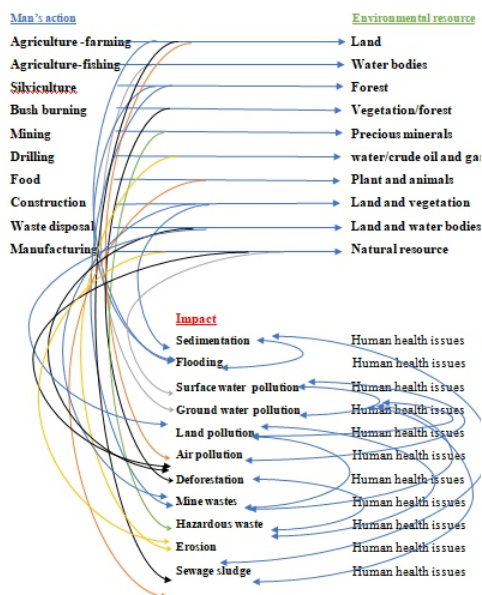 Man's action Environmental resource
Agriculture -farming Land
Agriculture-fishing Water bodies
Silviculture Forest
Bush burning Vegetation/forest
Mining Precious minerals
Drilling water/crude oil and gas
Food Plant and animals
Construction Land and vegetation
Waste disposal Land and water bodies
Manufacturing Natural resource
Impact
Sedimentation Human health issues
Flooding Human health issues
Surface water pollution Human health issues
Ground water pollution Human health issues
Land pollution Human health issues
Air pollution Human health issues
Deforestation Human health issues
Mine wastes Human health issues
Hazardous waste Human health issues
Erosion Human health issues
Sewage sludge Human health issues